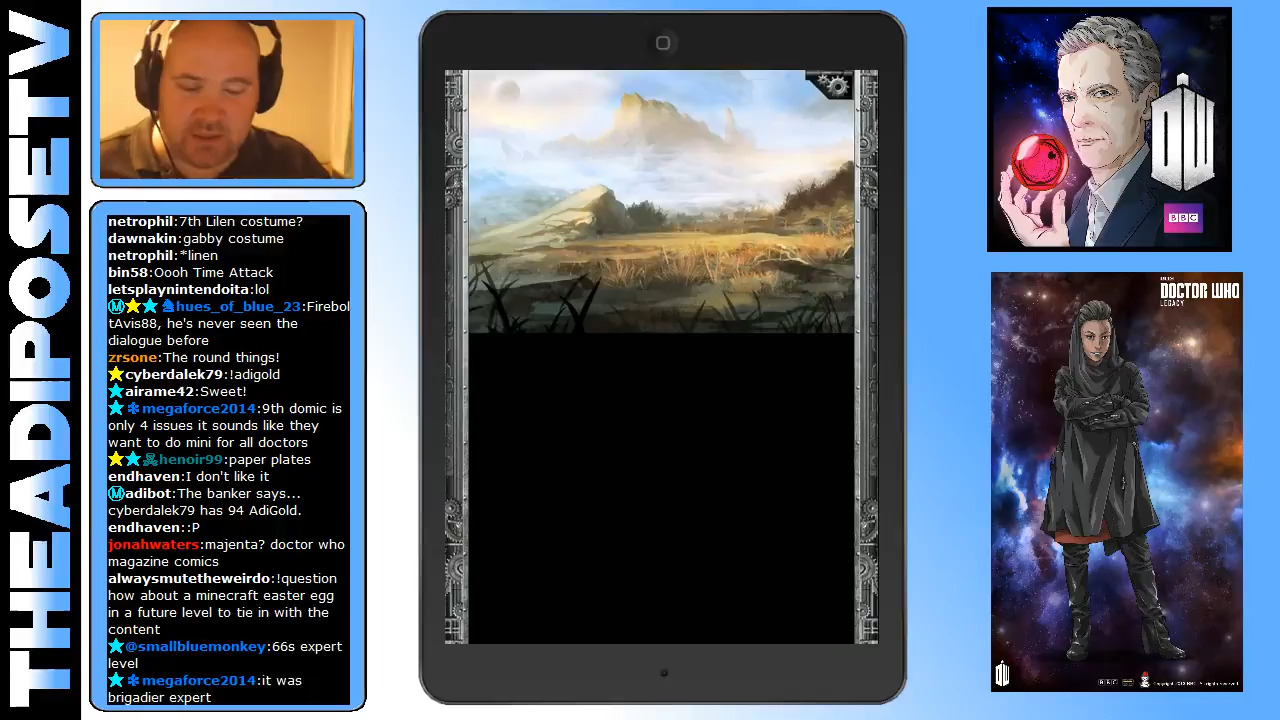 THEADIPOSETV
netrophil:7th Lilen costume?
dawnakin:gabby costume
netrophil:*linen
bin58:Oooh Time Attack
letsplaynintendoita:lol
hues_of_blue_23:Firebol
tAvis88, he's never seen the
dialogue before
zrsone:The round things!
cyberdalek79:!adigold
airame42:Sweet!
megaforce2014:9th domic is
only 4 issues it sounds like they
want to do mini for all doctors
henoir99:paper plates
endhaven:I don't like it
adibot:The banker says...
cyberdalek79 has 94 AdiGold.
endhaven::P
jonahwaters:majenta? doctor who
magazine comics
alwaysmutetheweirdo:!question
how about a minecraft easter egg
in a future level to tie in with the
content
@smallbluemonkey:66s expert
level
megaforce2014:it was
brigadier expert
DW
BBC
DOCTOR WHO
LEGACY
BBC